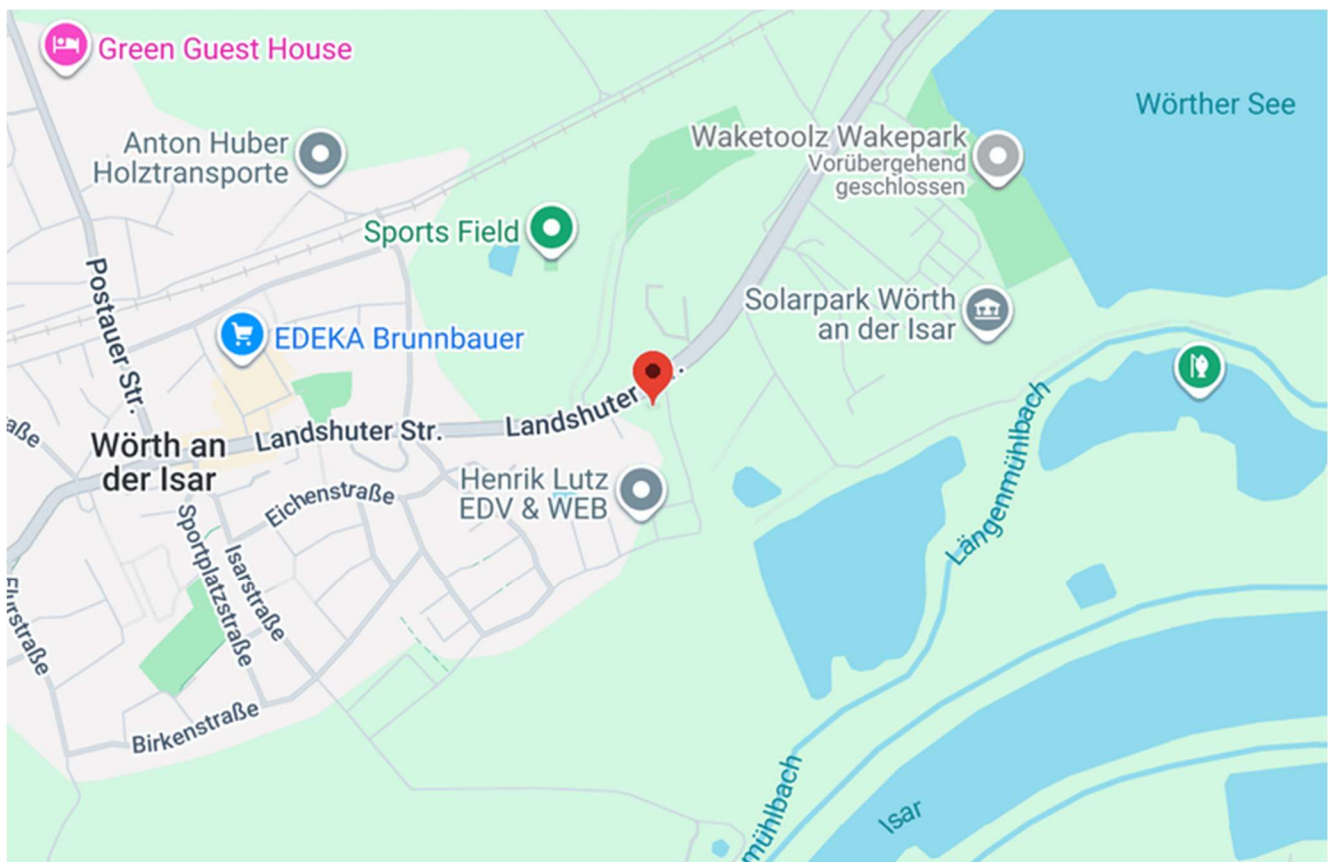 Green Guest House
Wörther See
Anton Huber
Holztransporte
Waketoolz Wakepark
Vorübergehend
geschlossen
Sports Field
Postauer Str.
Solarpark Wörth
an der Isar
EDEKA Brunnbauer
Landshuter
Landshuter Str.
Wörth an
der Isar
Henrik Lutz
EDV & WEB
Eichenstraße
Längenmühlbach
Sportplatzstraße
Isarstraße
Flurstraße
Birkenstraße
mühlbach
Isar